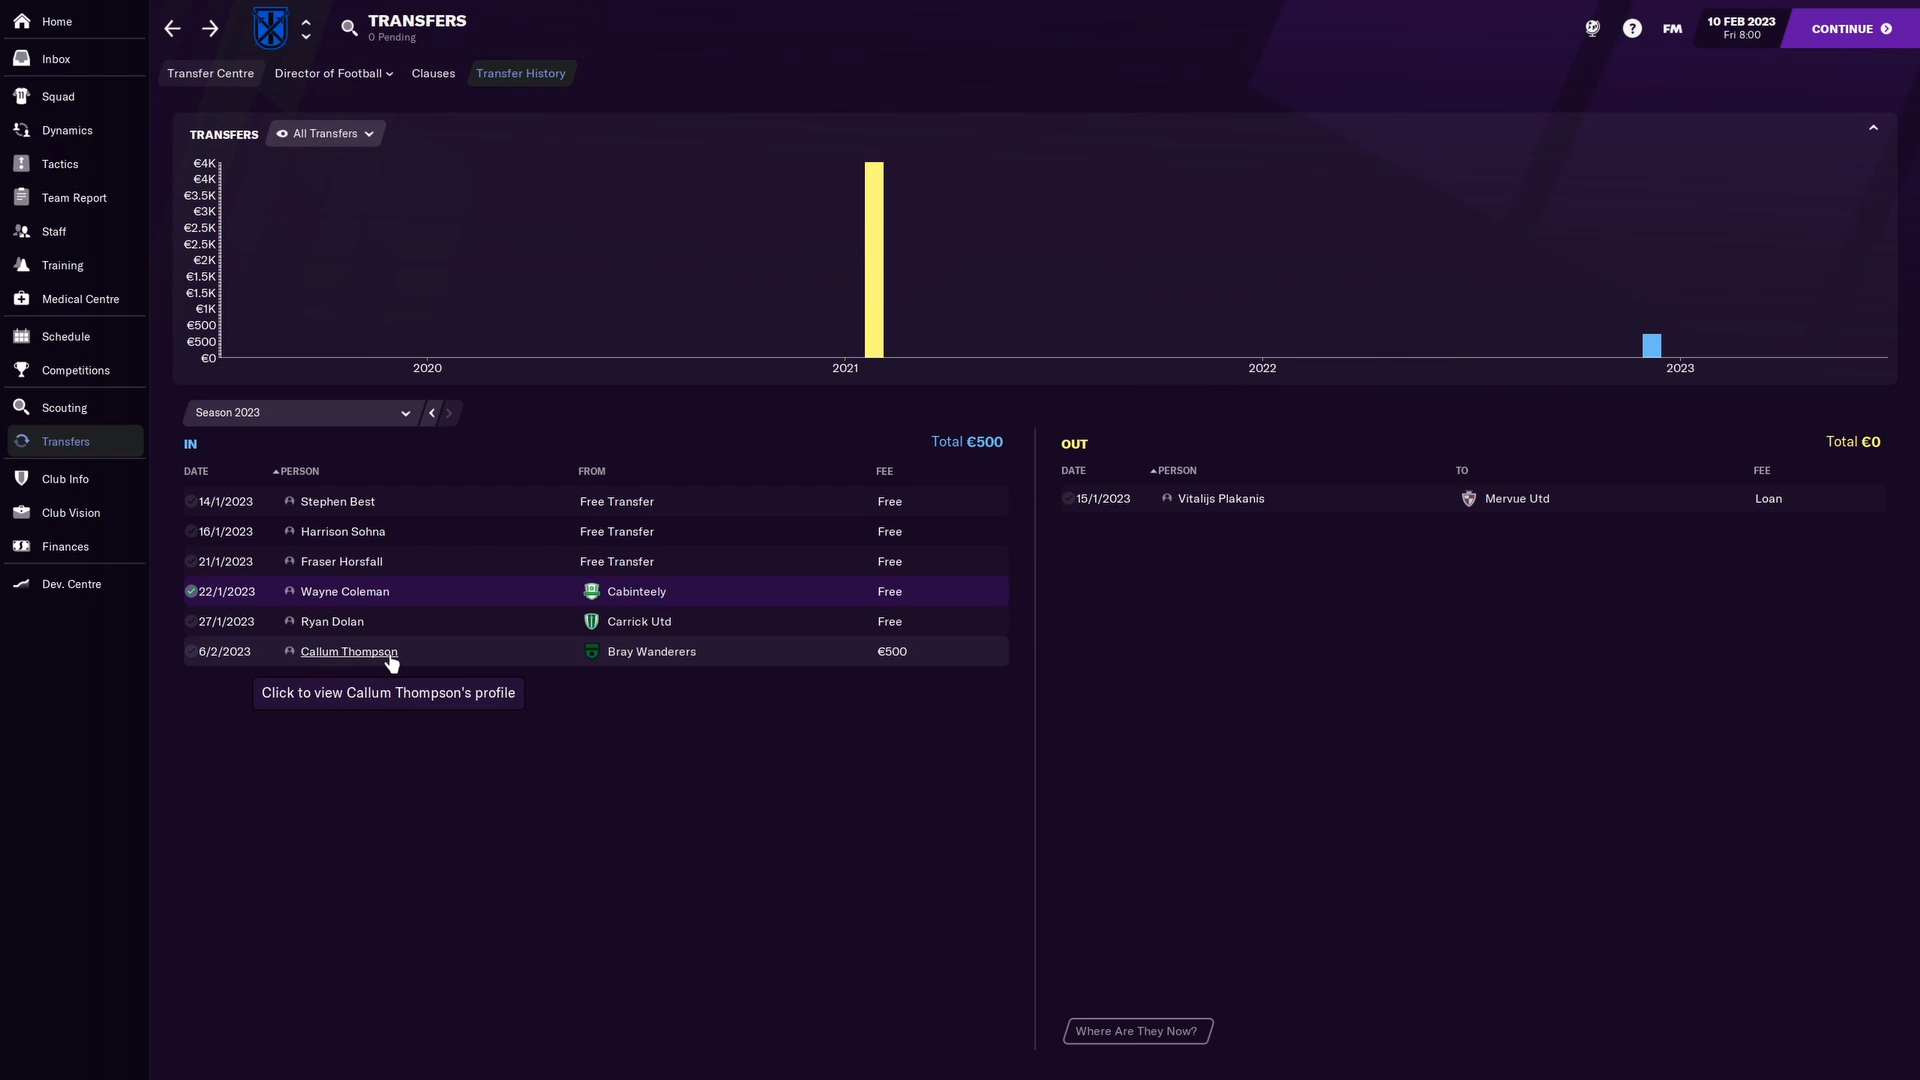 Home
Inbox
Squad
Dynamics
Tactics
Team Report
Staff
Training
Medical Centre
Schedule
Competitions
Scouting
Transfers
Club Info
Club Vision
Finances
Dev. Centre
TRANSFERS
0 Pending
FM
10 FEB 2023
Fri 8:00
CONTINUE
Transfer Centre Director of Football Clauses Transfer History
TRANSFERS All Transfers
€4K
€4K
€3.5K
€3K
€2.5K
€2.5K
€2K
€1.5K
€1.5K
€1K
€500
€500
€0
2020 2021 2022 2023
Season 2023
IN Total €500
DATE PERSON FROM FEE
14/1/2023 Stephen Best Free Transfer Free
16/1/2023 Harrison Sohna Free Transfer Free
21/1/2023 Fraser Horsfall Free Transfer Free
22/1/2023 Wayne Coleman Cabinteely Free
27/1/2023 Ryan Dolan Carrick Utd Free
6/2/2023 Callum Thompson Bray Wanderers €500
Click to view Callum Thompson's profile
OUT Total €0
DATE PERSON TO FEE
15/1/2023 Vitalijs Plakanis Mervue Utd Loan
Where Are They Now?